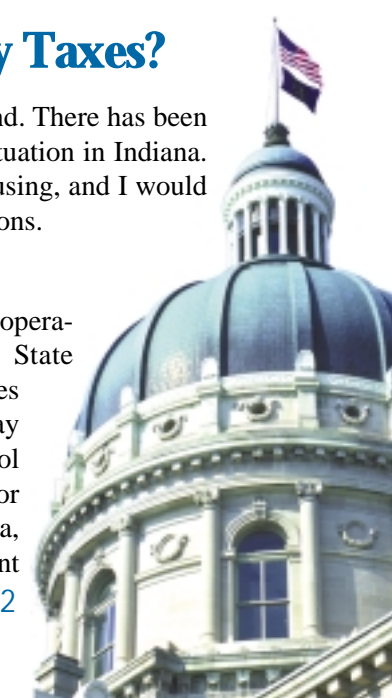 y Taxes?
nd. There has been
tuation in Indiana.
using, and I would
ons.
opera-
State
es
ay
ol
or
a,
nt
2